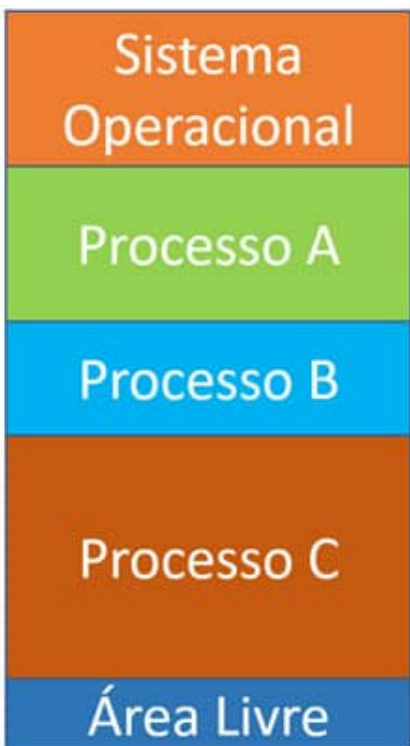 Sistema
Operacional
Processo A
Processo B
Processo C
Área Livre